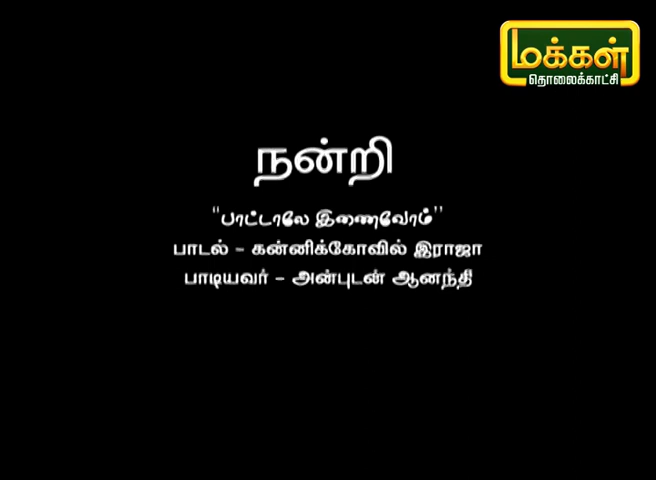 மக்கள்
தொலைக்காட்சி
நன்றி
"பாட்டாலே இணைவோம்"
பாடல் - கன்னிக்கோவில் இராஜா
பாடியவர் - அன்புடன் ஆனந்தி